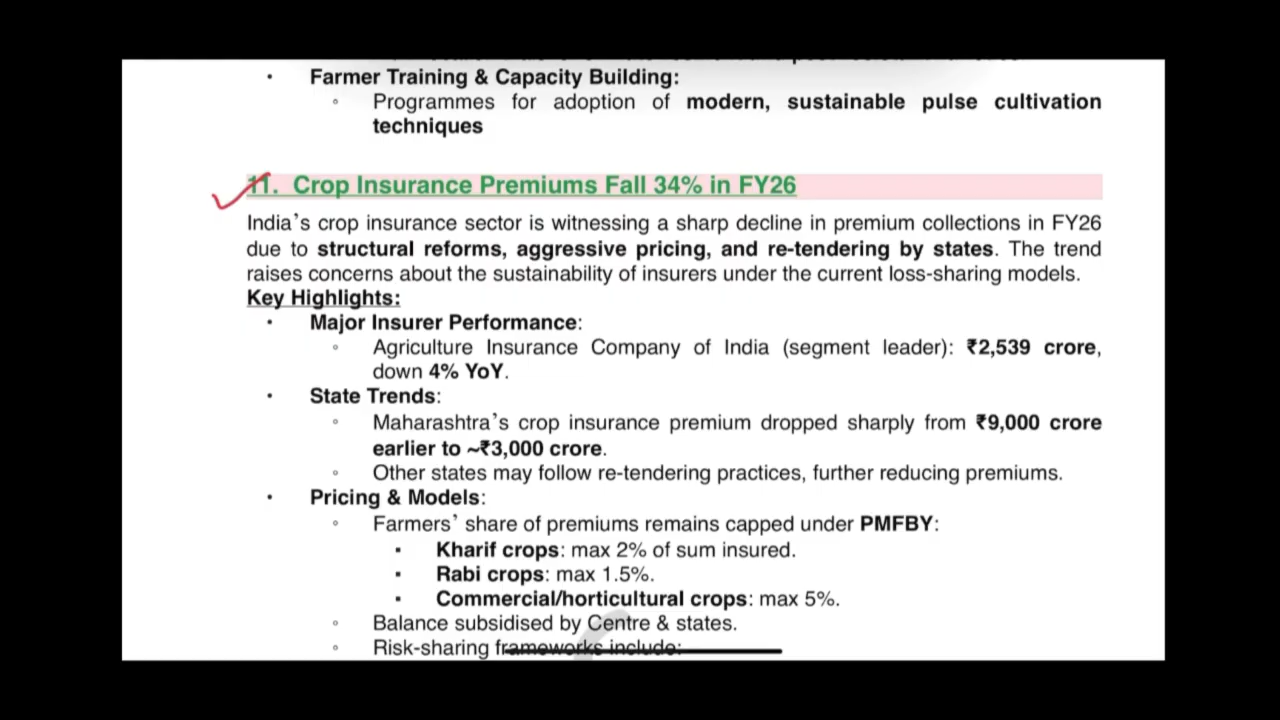 • Farmer Training & Capacity Building:
◦ Programmes for adoption of modern, sustainable pulse cultivation
techniques
11. Crop Insurance Premiums Fall 34% in FY26
India’s crop insurance sector is witnessing a sharp decline in premium collections in FY26
due to structural reforms, aggressive pricing, and re-tendering by states. The trend
raises concerns about the sustainability of insurers under the current loss-sharing models.
Key Highlights:
• Major Insurer Performance:
◦ Agriculture Insurance Company of India (segment leader): ₹2,539 crore,
down 4% YoY.
• State Trends:
◦ Maharashtra’s crop insurance premium dropped sharply from ₹9,000 crore
earlier to ~₹3,000 crore.
◦ Other states may follow re-tendering practices, further reducing premiums.
• Pricing & Models:
◦ Farmers’ share of premiums remains capped under PMFBY:
▪ Kharif crops: max 2% of sum insured.
▪ Rabi crops: max 1.5%.
▪ Commercial/horticultural crops: max 5%.
◦ Balance subsidised by Centre & states.
◦ Risk-sharing frameworks include: